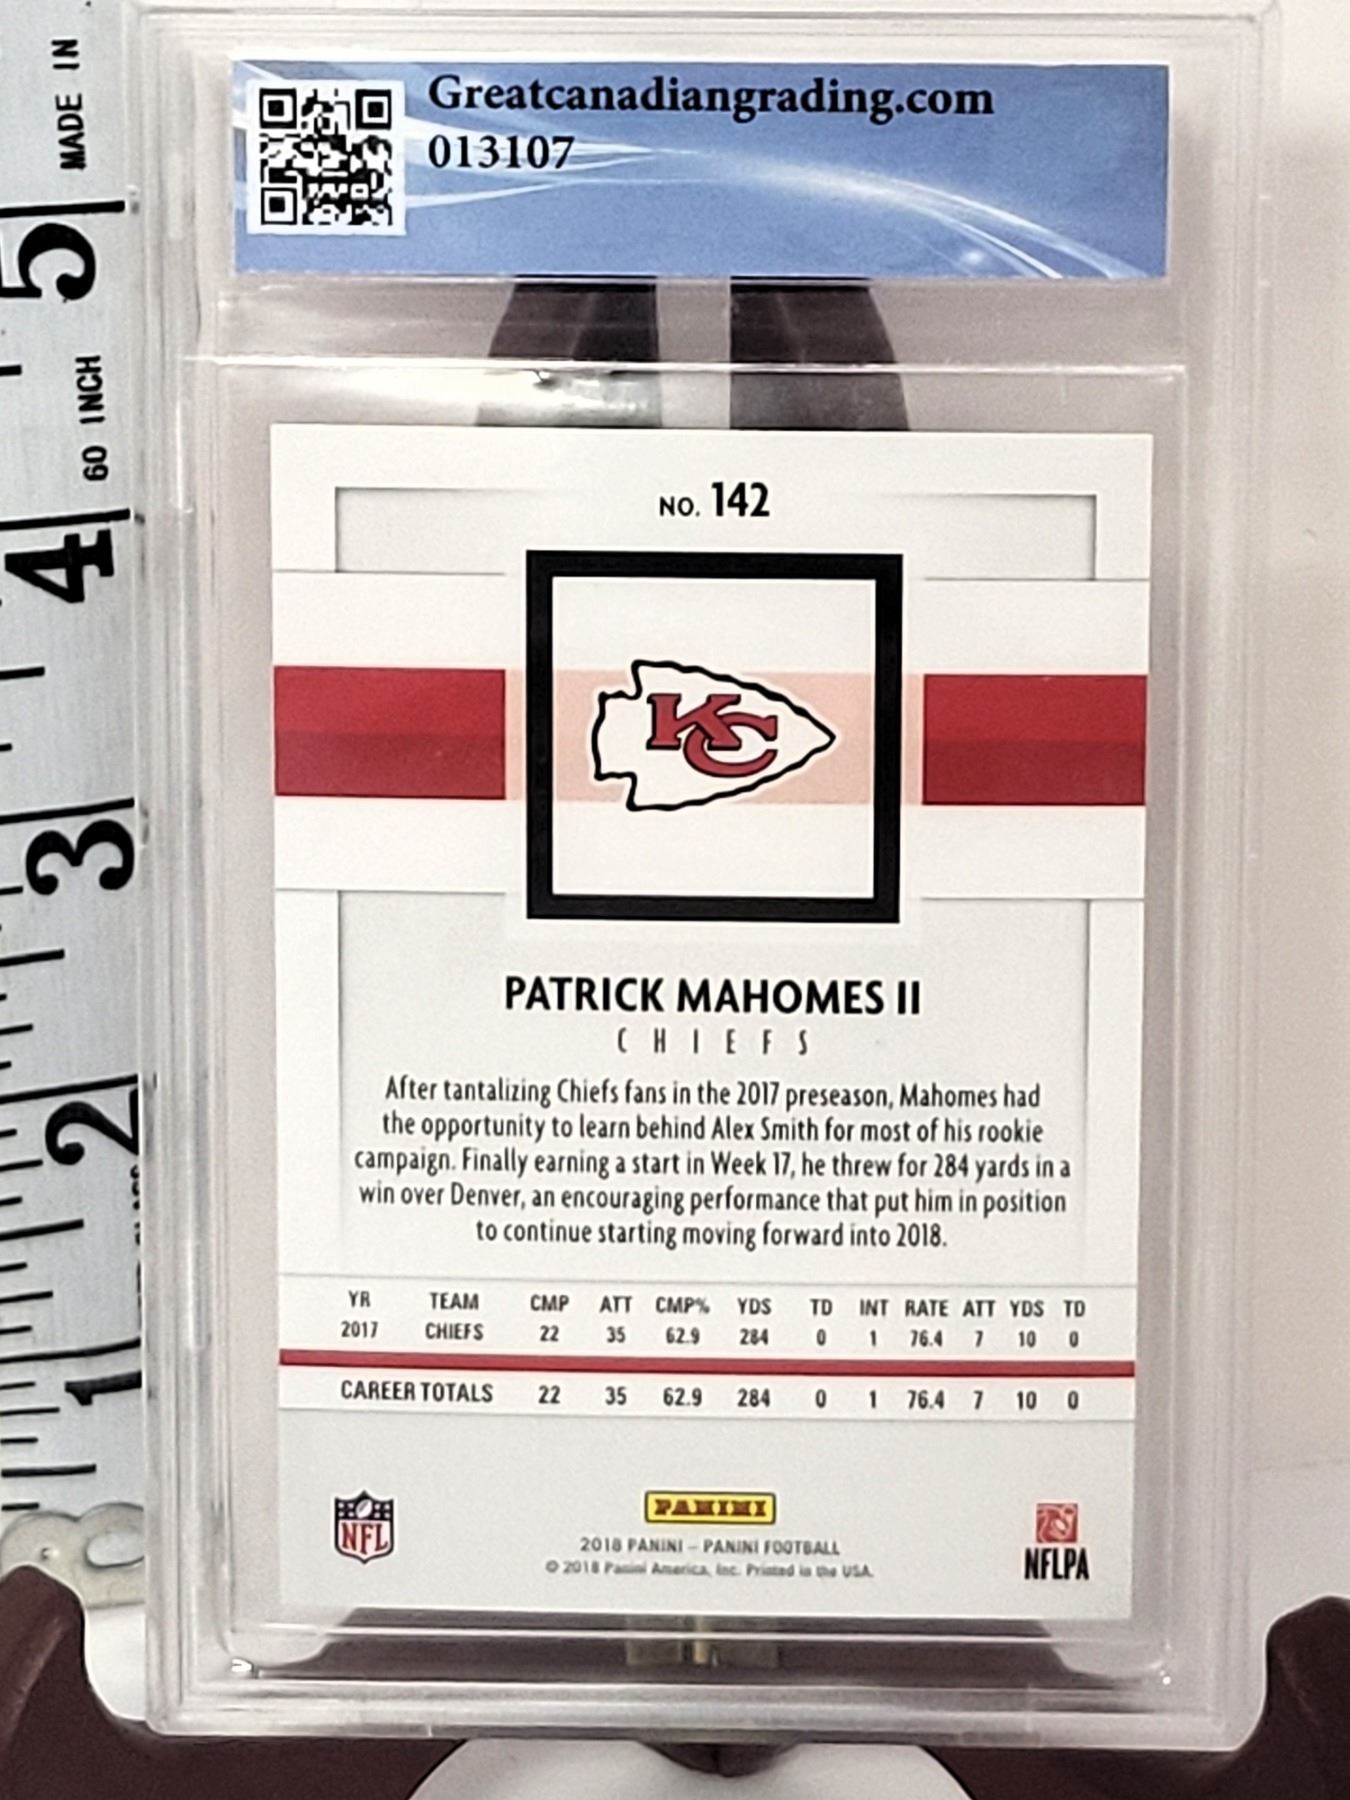 Greatcanadiangrading.com
013107
MADE IN
5
60 INCH
4
3
2
1
NO. 142
KC
PATRICK MAHOMES II
CHIEFS
After tantalizing Chiefs fans in the 2017 preseason, Mahomes had
the opportunity to learn behind Alex Smith for most of his rookie
campaign. Finally earning a start in Week 17, he threw for 284 yards in a
win over Denver, an encouraging performance that put him in position
to continue starting moving forward into 2018.
YR TEAM CMP ATT CMP% YDS TD INT RATE ATT YDS TD
2017 CHIEFS 22 35 62.9 284 0 1 76.4 7 10 0
CAREER TOTALS 22 35 62.9 284 0 1 76.4 7 10 0
NFL
PANINI
2018 PANINI – PANINI FOOTBALL
© 2018 Panini America, Inc. Printed in the USA.
NFLPA